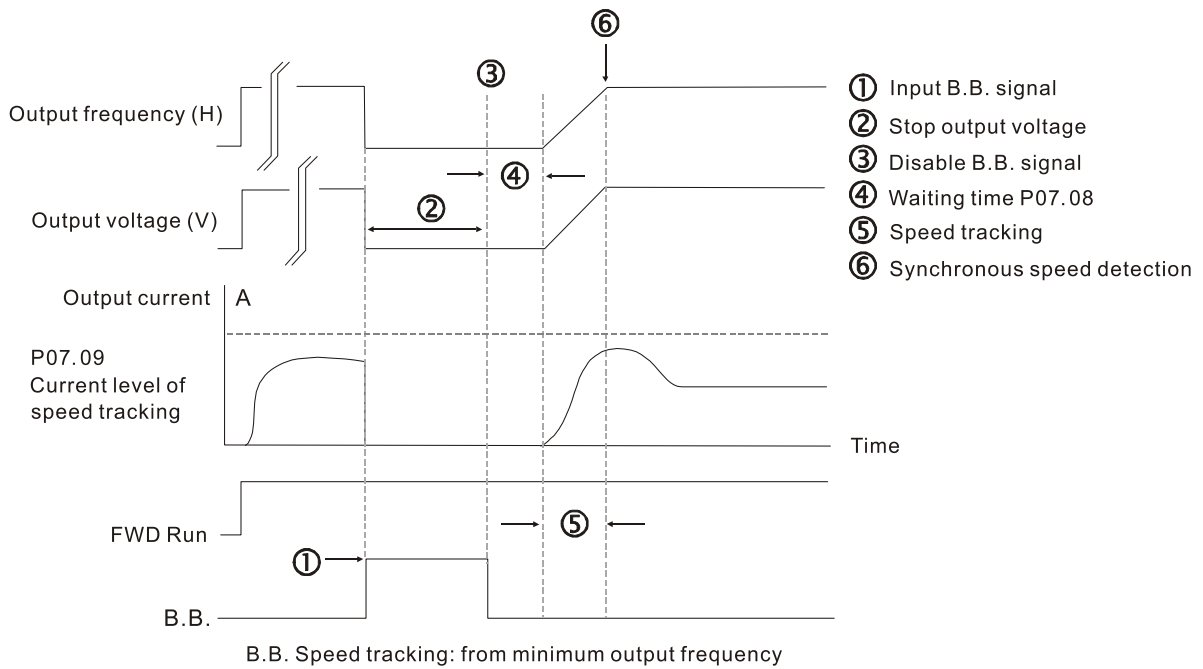 ⑥
③
Output frequency (H)
① Input B.B. signal
② Stop output voltage
③ Disable B.B. signal
④ Waiting time P07.08
⑤ Speed tracking
⑥ Synchronous speed detection
④
②
Output voltage (V)
Output current
A
P07.09
Current level of
speed tracking
Time
FWD Run
⑤
①
B.B.
B.B. Speed tracking: from minimum output frequency